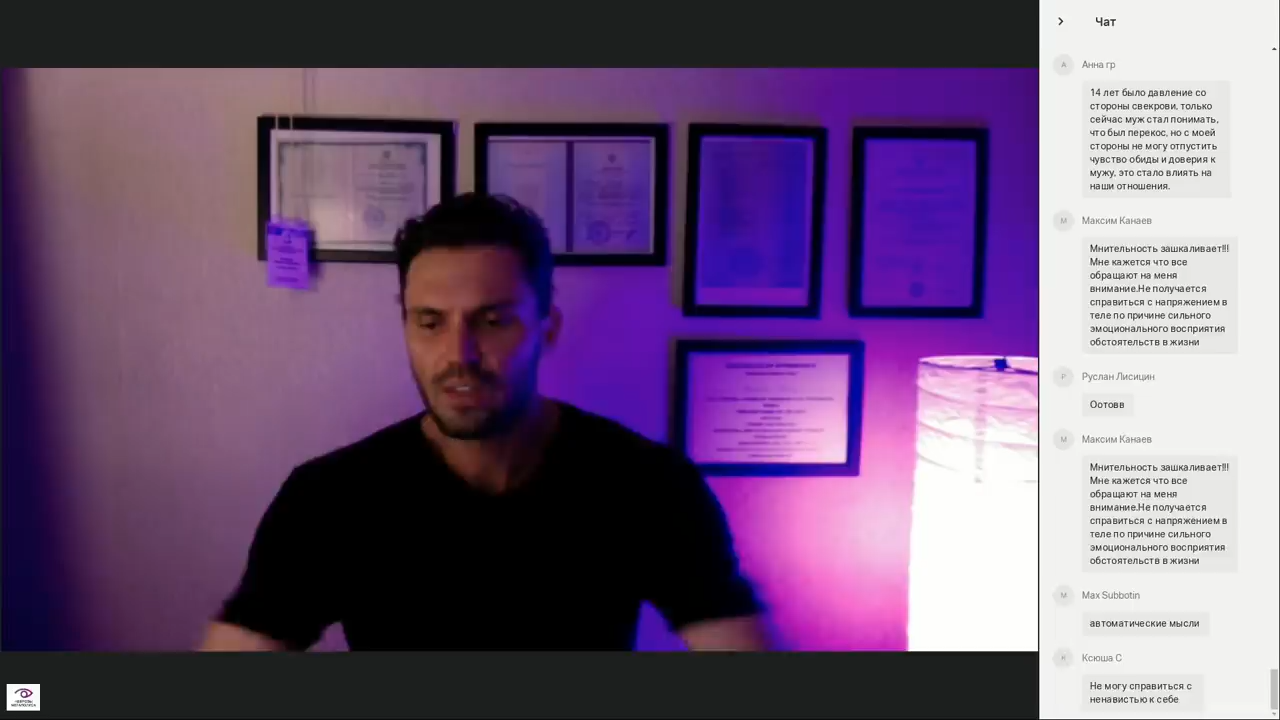 Чат
Анна гр
14 лет было давление со
стороны свекрови, только
сейчас муж стал понимать,
что был перекос, но с моей
стороны не могу отпустить
чувство обиды и доверия к
мужу, это стало влиять на
наши отношения.
Максим Канаев
Мнительность зашкаливает!!!
Мне кажется что все
обращают на меня
внимание.Не получается
справиться с напряжением в
теле по причине сильного
эмоционального восприятия
обстоятельств в жизни
Руслан Лисицин
Оотовв
Максим Канаев
Мнительность зашкаливает!!!
Мне кажется что все
обращают на меня
внимание.Не получается
справиться с напряжением в
теле по причине сильного
эмоционального восприятия
обстоятельств в жизни
Max Subbotin
автоматические мысли
Ксюша С
Не могу справиться с
ненавистью к себе